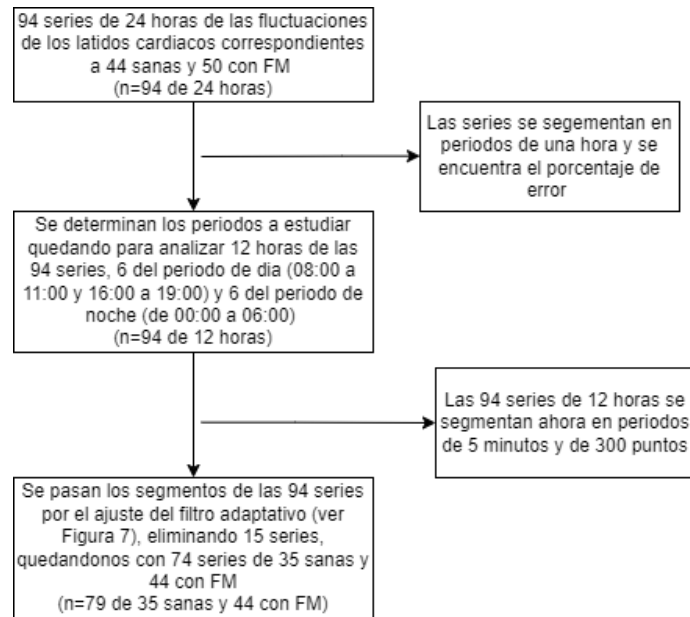 94 series de 24 horas de las fluctuaciones
de los latidos cardiacos correspondientes
a 44 sanas y 50 con FM
(n=94 de 24 horas)
Las series se segementan en
periodos de una hora y se
encuentra el porcentaje de
error
Se determinan los periodos a estudiar
quedando para analizar 12 horas de las
94 series, 6 del periodo de dia (08:00 a
11:00 y 16:00 a 19:00) y 6 del periodo de
noche (de 00:00 a 06:00)
(n=94 de 12 horas)
Las 94 series de 12 horas se
segmentan ahora en periodos
de 5 minutos y de 300 puntos
Se pasan los segmentos de las 94 series
por el ajuste del filtro adaptativo (ver
Figura 7), eliminando 15 series,
quedandonos con 74 series de 35 sanas y
44 con FM
(n=79 de 35 sanas y 44 con FM)